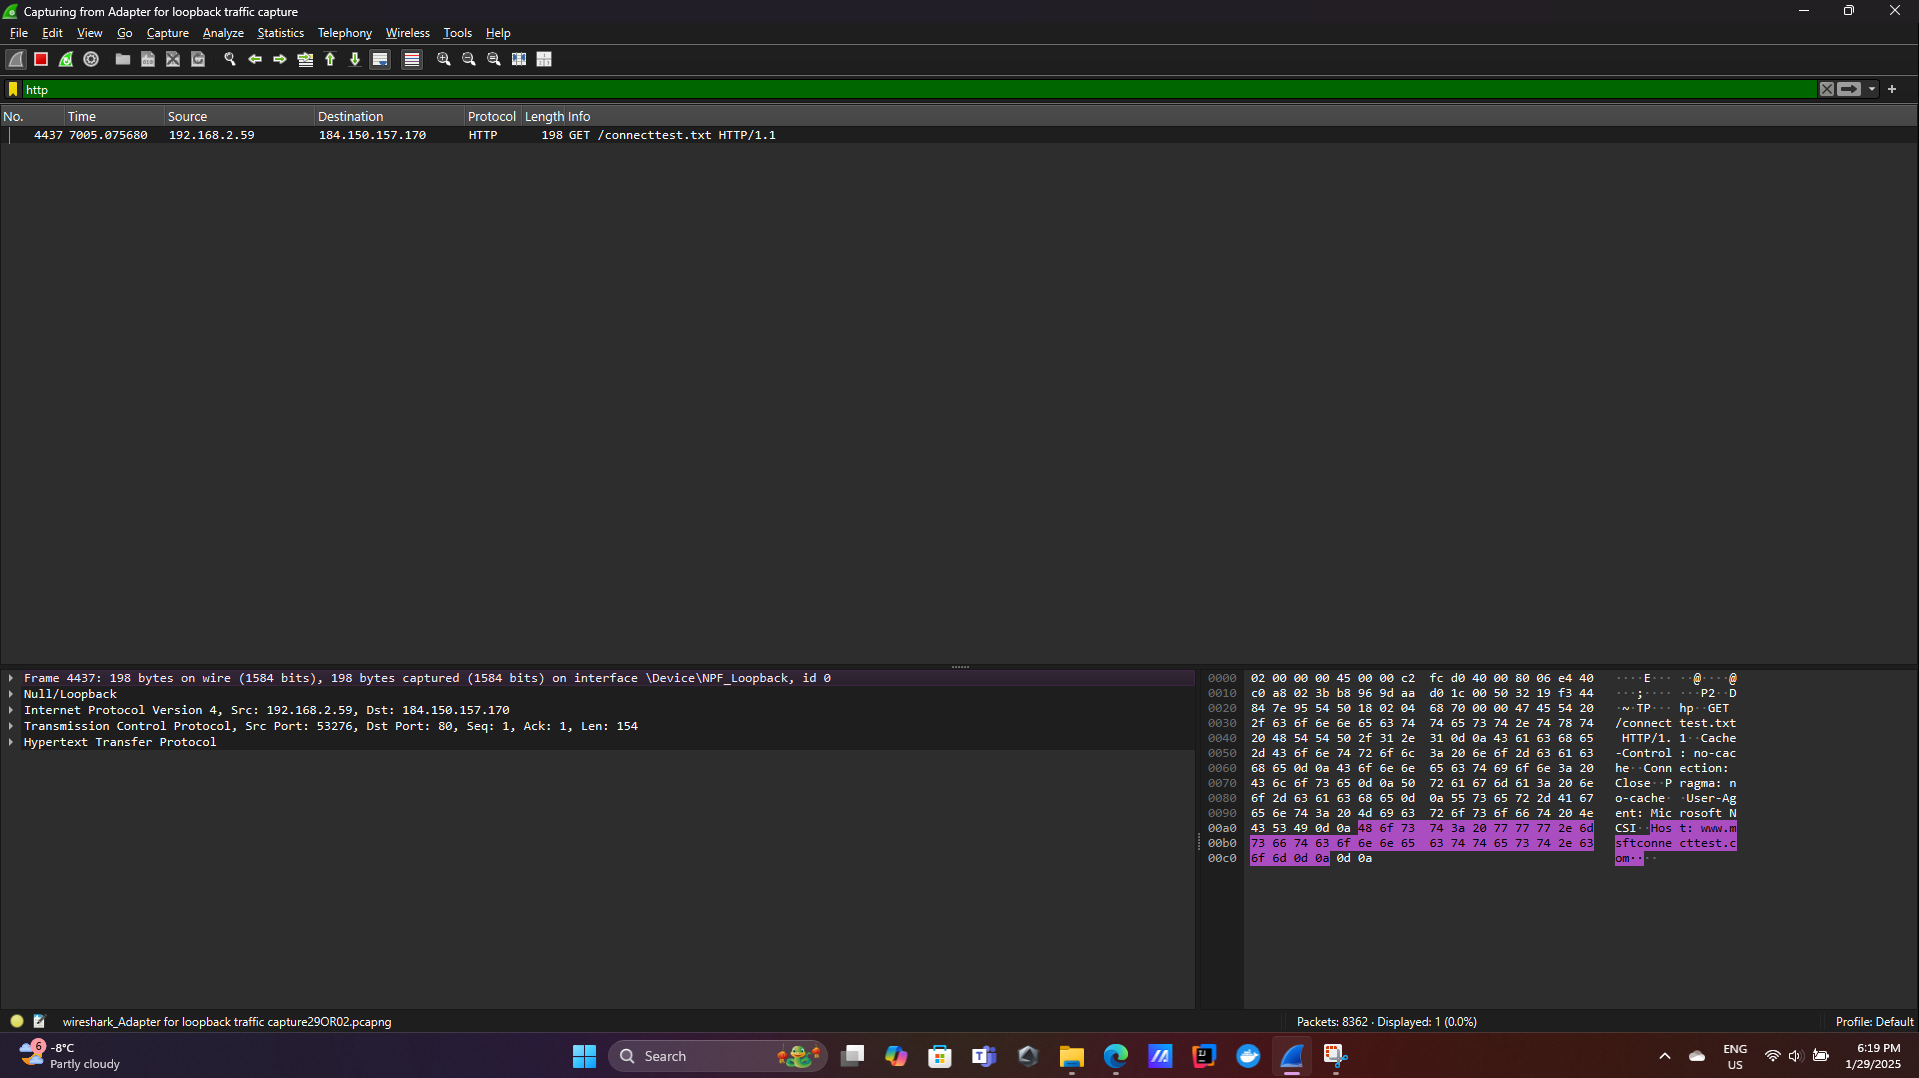 Capturing from Adapter for loopback traffic capture
File Edit View Go Capture Analyze Statistics Telephony Wireless Tools Help
http
No. Time Source Destination Protocol Length Info
4437 7005.075680 192.168.2.59 184.150.157.170 HTTP 198 GET /connecttest.txt HTTP/1.1
Frame 4437: 198 bytes on wire (1584 bits), 198 bytes captured (1584 bits) on interface \Device\NPF_Loopback, id 0
Null/Loopback
Internet Protocol Version 4, Src: 192.168.2.59, Dst: 184.150.157.170
Transmission Control Protocol, Src Port: 53276, Dst Port: 80, Seq: 1, Ack: 1, Len: 154
Hypertext Transfer Protocol
0000 02 00 00 00 45 00 00 c2 fc d0 40 00 80 06 e4 40 ····E··· ··@····@
0010 c0 a8 02 3b b8 96 9d aa d0 1c 00 50 32 19 f3 44 ···;···· ···P2··D
0020 84 7e 95 54 50 18 02 04 68 70 00 00 47 45 54 20 ·~·TP··· hp··GET
0030 2f 63 6f 6e 6e 65 63 74 74 65 73 74 2e 74 78 74 /connect test.txt
0040 20 48 54 54 50 2f 31 2e 31 0d 0a 43 61 63 68 65 HTTP/1. 1··Cache
0050 2d 43 6f 6e 74 72 6f 6c 3a 20 6e 6f 2d 63 61 63 -Control : no-cac
0060 68 65 0d 0a 43 6f 6e 6e 65 63 74 69 6f 6e 3a 20 he··Conn ection:
0070 43 6c 6f 73 65 0d 0a 50 72 61 67 6d 61 3a 20 6e Close··P ragma: n
0080 6f 2d 63 61 63 68 65 0d 0a 55 73 65 72 2d 41 67 o-cache· ·User-Ag
0090 65 6e 74 3a 20 4d 69 63 72 6f 73 6f 66 74 20 4e ent: Mic rosoft N
00a0 43 53 49 0d 0a 48 6f 73 74 3a 20 77 77 77 2e 6d CSI··Hos t: www.m
00b0 73 66 74 63 6f 6e 6e 65 63 74 74 65 73 74 2e 63 sftconne cttest.c
00c0 6f 6d 0d 0a 0d 0a om····
wireshark_Adapter for loopback traffic capture29OR02.pcapng
Packets: 8362 · Displayed: 1 (0.0%)
Profile: Default
6
-8°C
Partly cloudy
Search
ENG
US
6:19 PM
1/29/2025